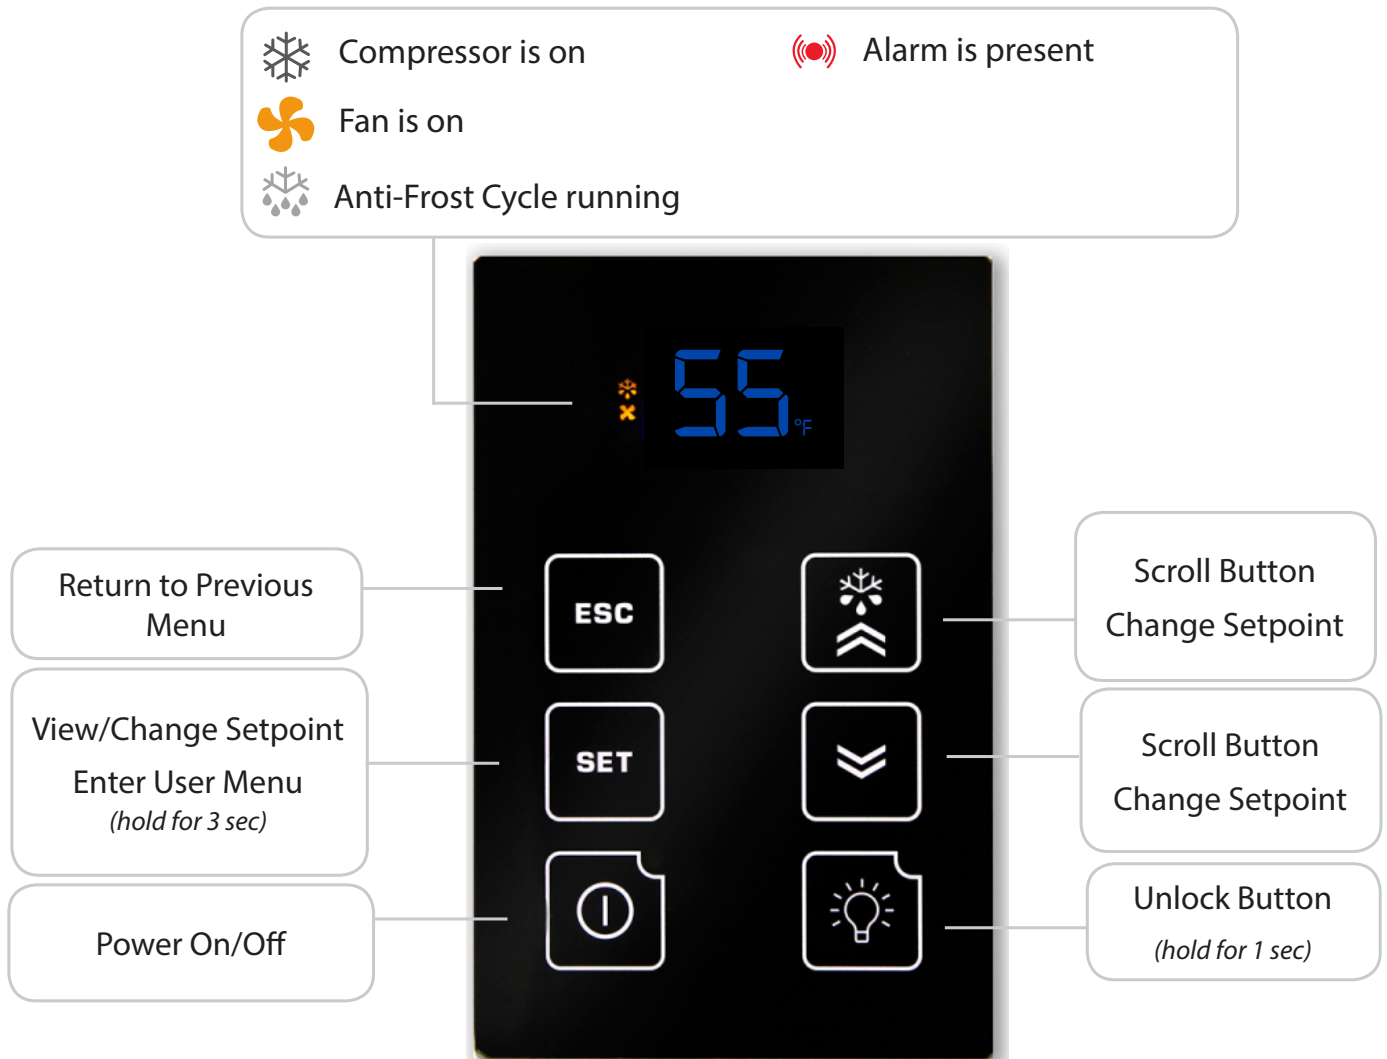 Compressor is on
Alarm is present
Fan is on
Anti-Frost Cycle running
55 °F
Return to Previous
Menu
ESC
Scroll Button
Change Setpoint
View/Change Setpoint
Enter User Menu
(hold for 3 sec)
SET
Scroll Button
Change Setpoint
Power On/Off
Unlock Button
(hold for 1 sec)